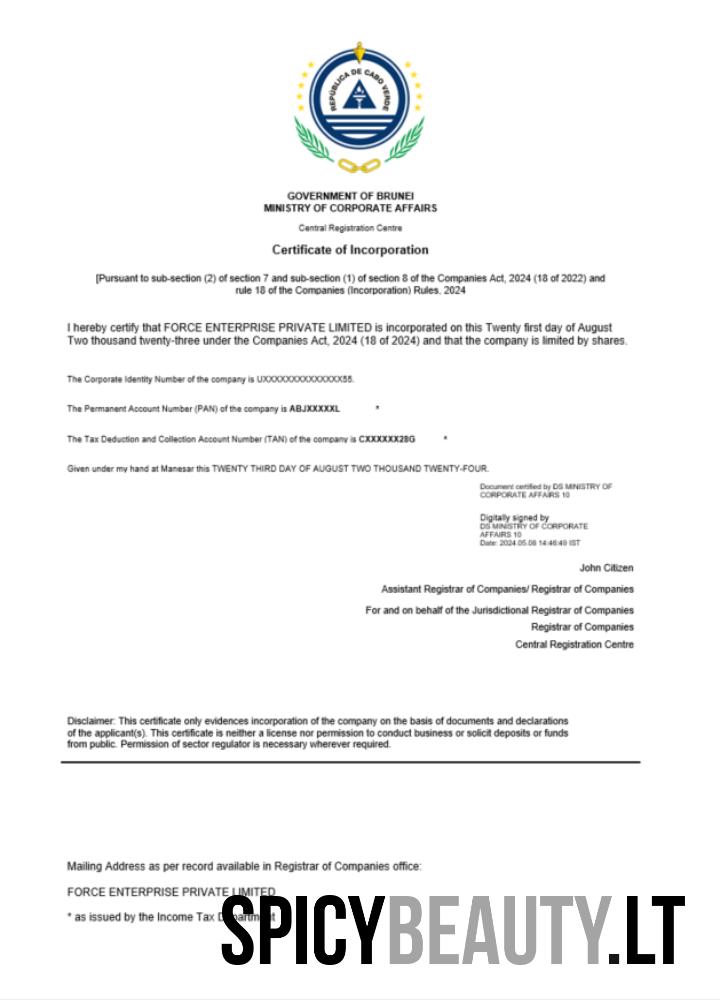 REPÚBLICA DE CABO VERDE
GOVERNMENT OF BRUNEI
MINISTRY OF CORPORATE AFFAIRS
Central Registration Centre
Certificate of Incorporation
[Pursuant to sub-section (2) of section 7 and sub-section (1) of section 8 of the Companies Act, 2024 (18 of 2022) and
rule 18 of the Companies (Incorporation) Rules, 2024
I hereby certify that FORCE ENTERPRISE PRIVATE LIMITED is incorporated on this Twenty first day of August
Two thousand twenty-three under the Companies Act, 2024 (18 of 2024) and that the company is limited by shares.
The Corporate Identity Number of the company is UXXXXXXXXXXXXXXX55.
The Permanent Account Number (PAN) of the company is ABJXXXXXL *
The Tax Deduction and Collection Account Number (TAN) of the company is CXXXXXX28G *
Given under my hand at Manesar this TWENTY THIRD DAY OF AUGUST TWO THOUSAND TWENTY-FOUR.
Document certified by DS MINISTRY OF
CORPORATE AFFAIRS 10
Digitally signed by
DS MINISTRY OF CORPORATE
AFFAIRS 10
Date: 2024.05.08 14:46:49 IST
John Citizen
Assistant Registrar of Companies/ Registrar of Companies
For and on behalf of the Jurisdictional Registrar of Companies
Registrar of Companies
Central Registration Centre
Disclaimer: This certificate only evidences incorporation of the company on the basis of documents and declarations
of the applicant(s). This certificate is neither a license nor permission to conduct business or solicit deposits or funds
from public. Permission of sector regulator is necessary wherever required.
Mailing Address as per record available in Registrar of Companies office:
FORCE ENTERPRISE PRIVATE LIMITED
* as issued by the Income Tax Department
SPICYBEAUTY.LT